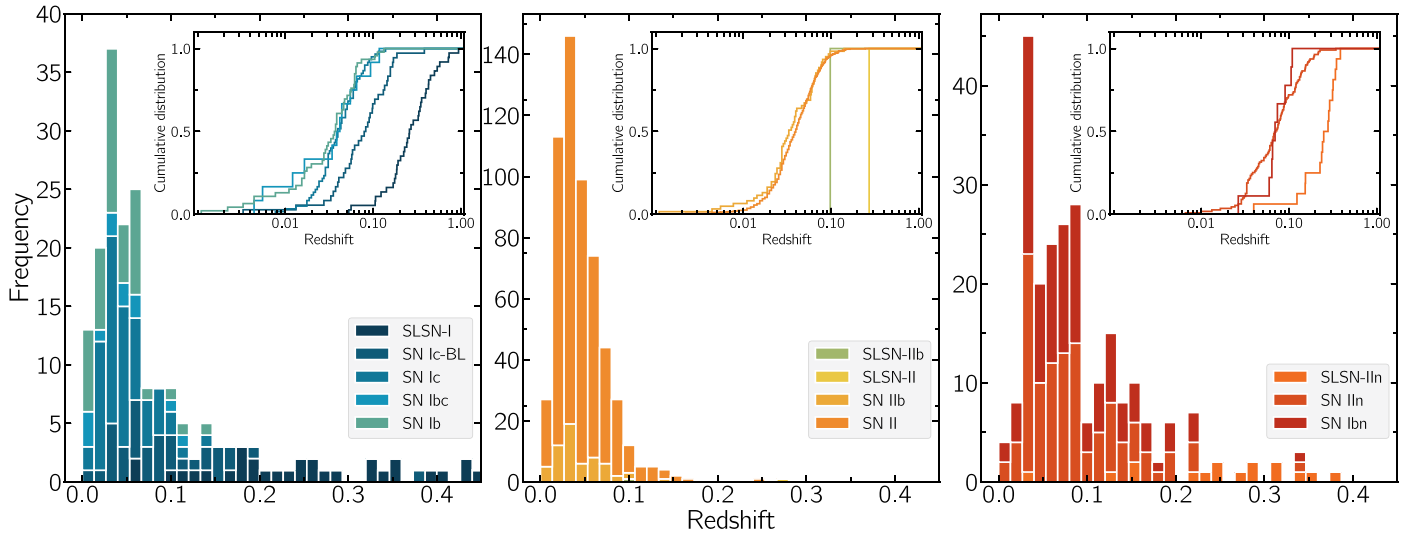 Frequency
40
35
30
25
20
15
10
5
0
0.0
0.1
0.2
0.3
0.4
Cumulative distribution
1.0
0.5
0.0
0.01
0.10
1.00
Redshift
SLSN-I
SN Ic-BL
SN Ic
SN Ibc
SN Ib
140
120
100
80
60
40
20
0
0.0
0.1
0.2
0.3
0.4
Redshift
Cumulative distribution
1.0
0.5
0.0
0.01
0.10
1.00
Redshift
SLSN-IIb
SLSN-II
SN IIb
SN II
40
30
20
10
0
0.0
0.1
0.2
0.3
0.4
Cumulative distribution
1.0
0.5
0.0
0.01
0.10
1.00
Redshift
SLSN-IIn
SN IIn
SN Ibn